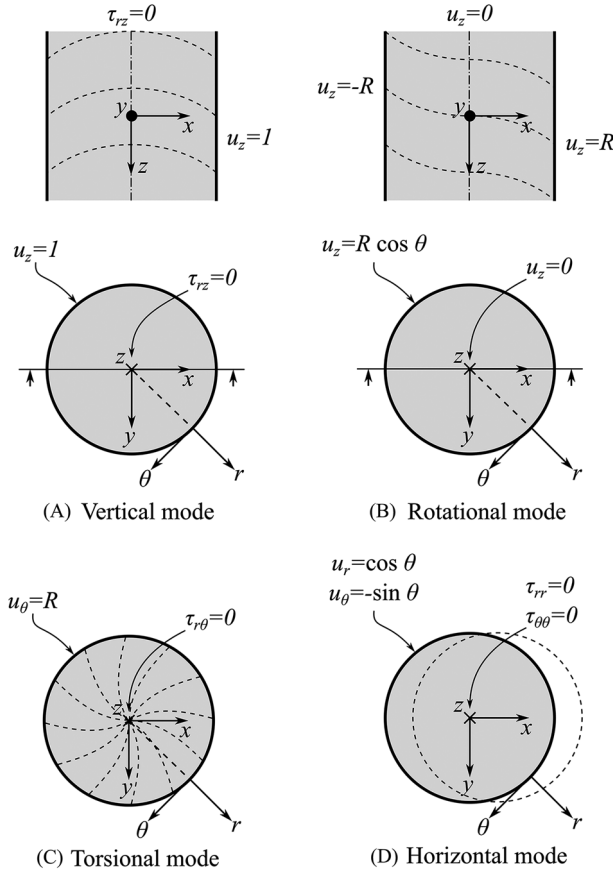 τrz=0
uz=0
y
x
z
uz=1
uz=-R
y
x
z
uz=R
uz=1
τrz=0
z
x
y
θ
r
uz=R cos θ
uz=0
z
x
y
θ
r
(A) Vertical mode
(B) Rotational mode
uθ=R
τrθ=0
z
x
y
θ
r
ur=cos θ
uθ=-sin θ
τrr=0
τθθ=0
z
x
y
θ
r
(C) Torsional mode
(D) Horizontal mode